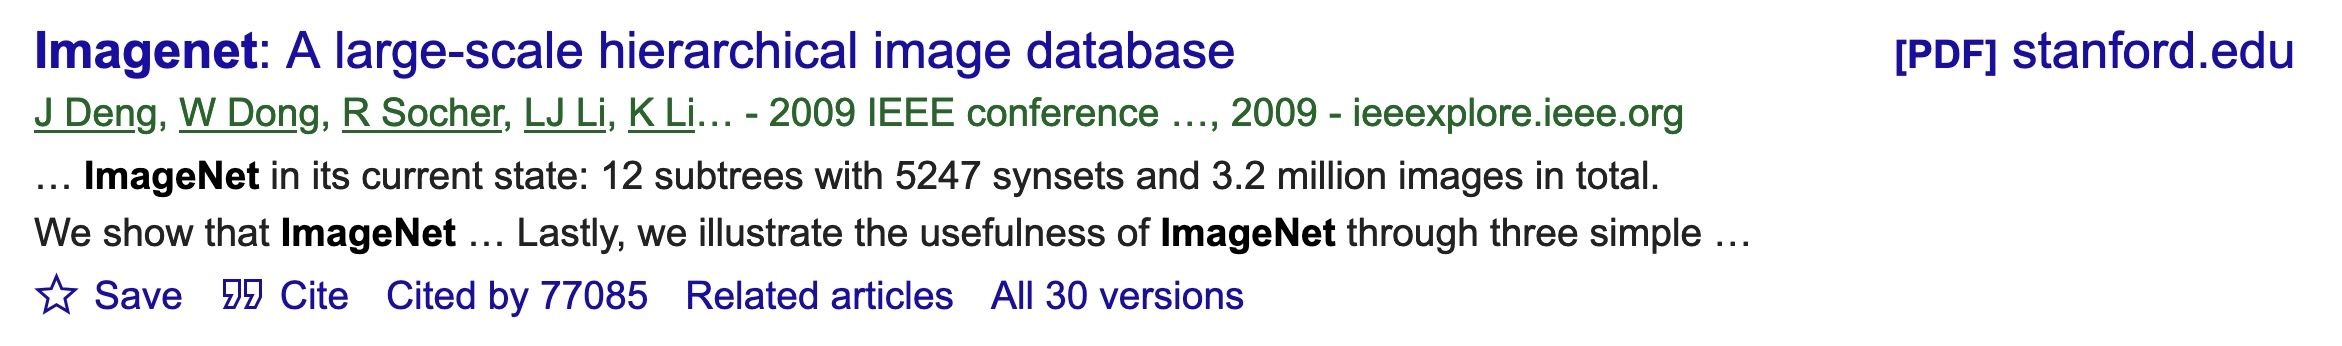 Imagenet: A large-scale hierarchical image database [PDF] stanford.edu
J Deng, W Dong, R Socher, LJ Li, K Li… - 2009 IEEE conference …, 2009 - ieeexplore.ieee.org
… ImageNet in its current state: 12 subtrees with 5247 synsets and 3.2 million images in total.
We show that ImageNet … Lastly, we illustrate the usefulness of ImageNet through three simple …
Save Cite Cited by 77085 Related articles All 30 versions